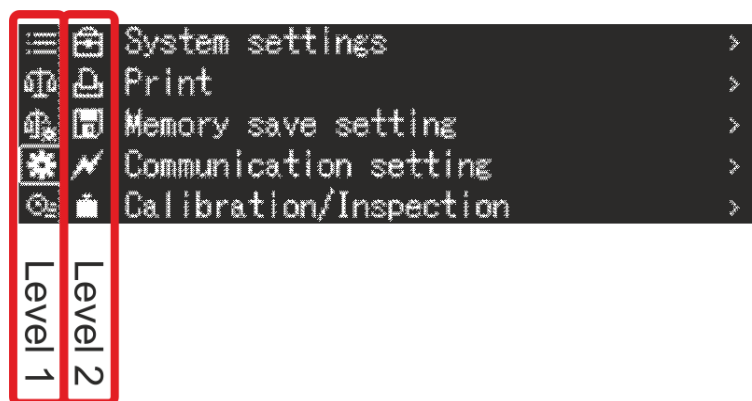 System settings >
Print >
Memory save setting >
Communication setting >
Calibration/Inspection >
Level 1
Level 2